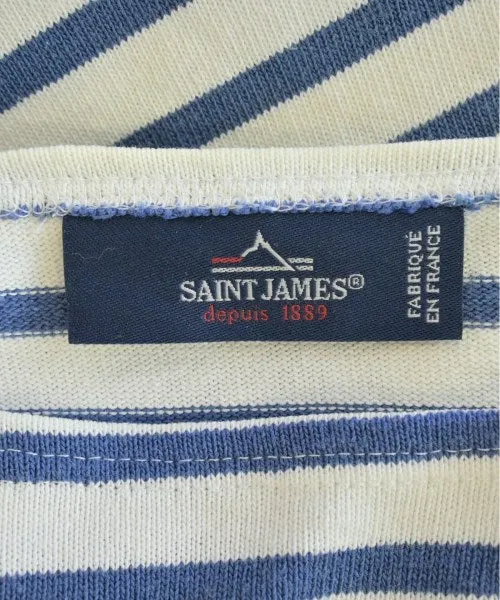 SAINT JAMES®
depuis 1889
FABRIQUÉ
EN FRANCE